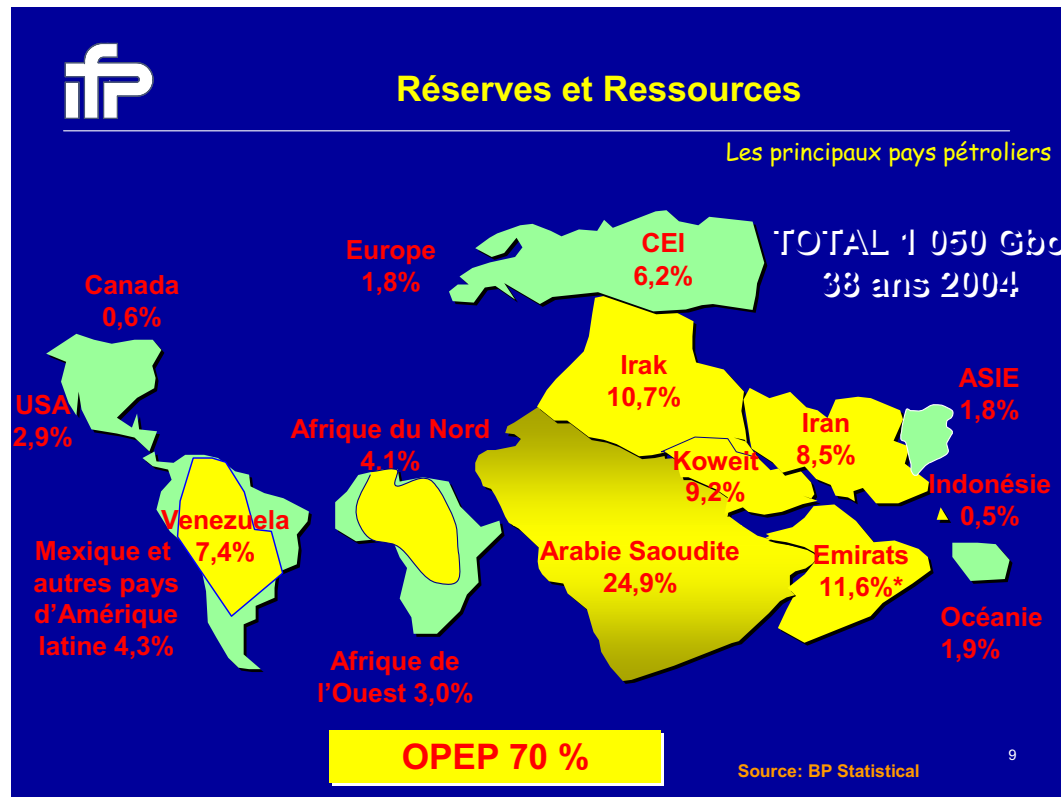 ifp
Réserves et Ressources
Les principaux pays pétroliers
TOTAL 1 050 Gbo
38 ans 2004
Europe
1,8%
CEI
6,2%
Canada
0,6%
Irak
10,7%
ASIE
1,8%
USA
2,9%
Iran
8,5%
Afrique du Nord
4,1%
Koweit
9,2%
Indonésie
0,5%
Venezuela
7,4%
Mexique et
autres pays
d’Amérique
latine 4,3%
Arabie Saoudite
24,9%
Emirats
11,6%*
Océanie
1,9%
Afrique de
l’Ouest 3,0%
OPEP 70 %
Source: BP Statistical
9